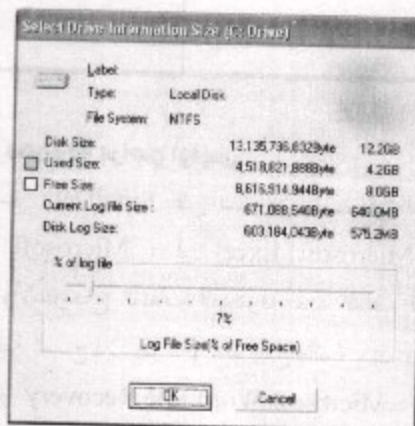 Select Drive Information Size (C: Drive)
Label:
Type: Local Disk
File System: NTFS
Disk Size: 13,135,736,832Byte 12.2GB
Used Size: 4,518,821,888Byte 4.2GB
Free Size: 8,616,914,944Byte 8.0GB
Current Log file Size : 671,088,540Byte 640.0MB
Disk Log Size: 603,184,043Byte 575.2MB
% of log file
7%
Log File Size(% of Free Space)
OK Cancel